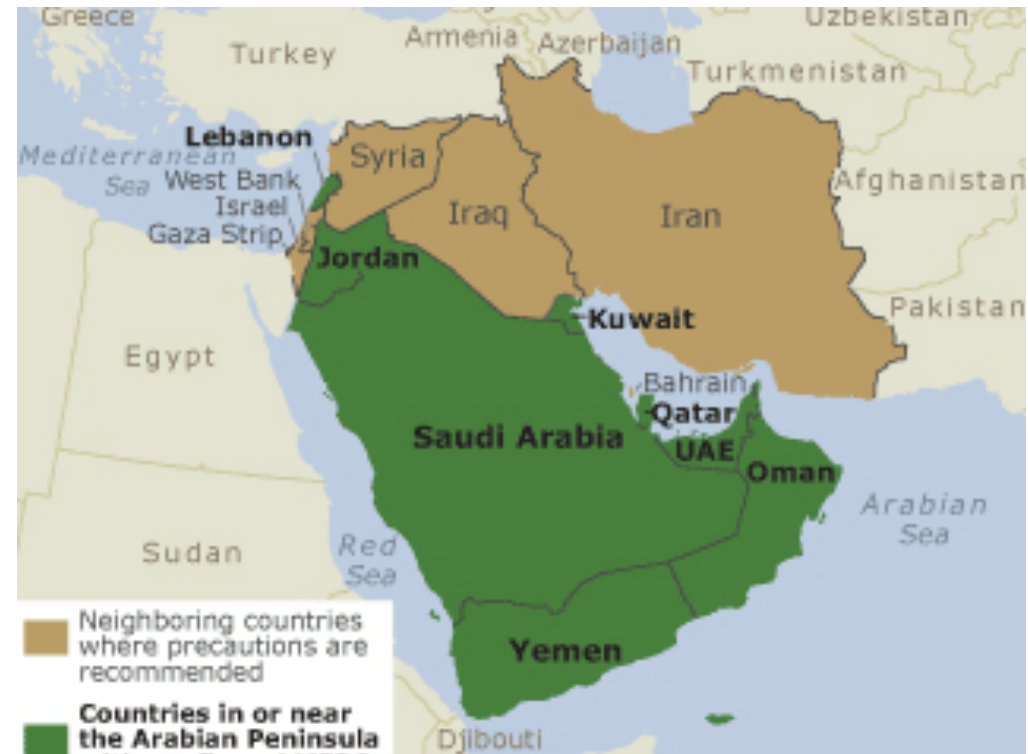 Greece
Uzbekistan
Armenia
Azerbaijan
Turkey
Turkmenistan
Lebanon
Mediterranean
Sea
Syria
West Bank
Afghanistan
Israel
Iraq
Iran
Gaza Strip
Jordan
Pakistan
Kuwait
Egypt
Bahrain
Qatar
Saudi Arabia
UAE
Oman
Arabian
Sea
Sudan
Red
Sea
Neighboring countries
where precautions are
recommended
Yemen
Countries in or near
the Arabian Peninsula
Djibouti